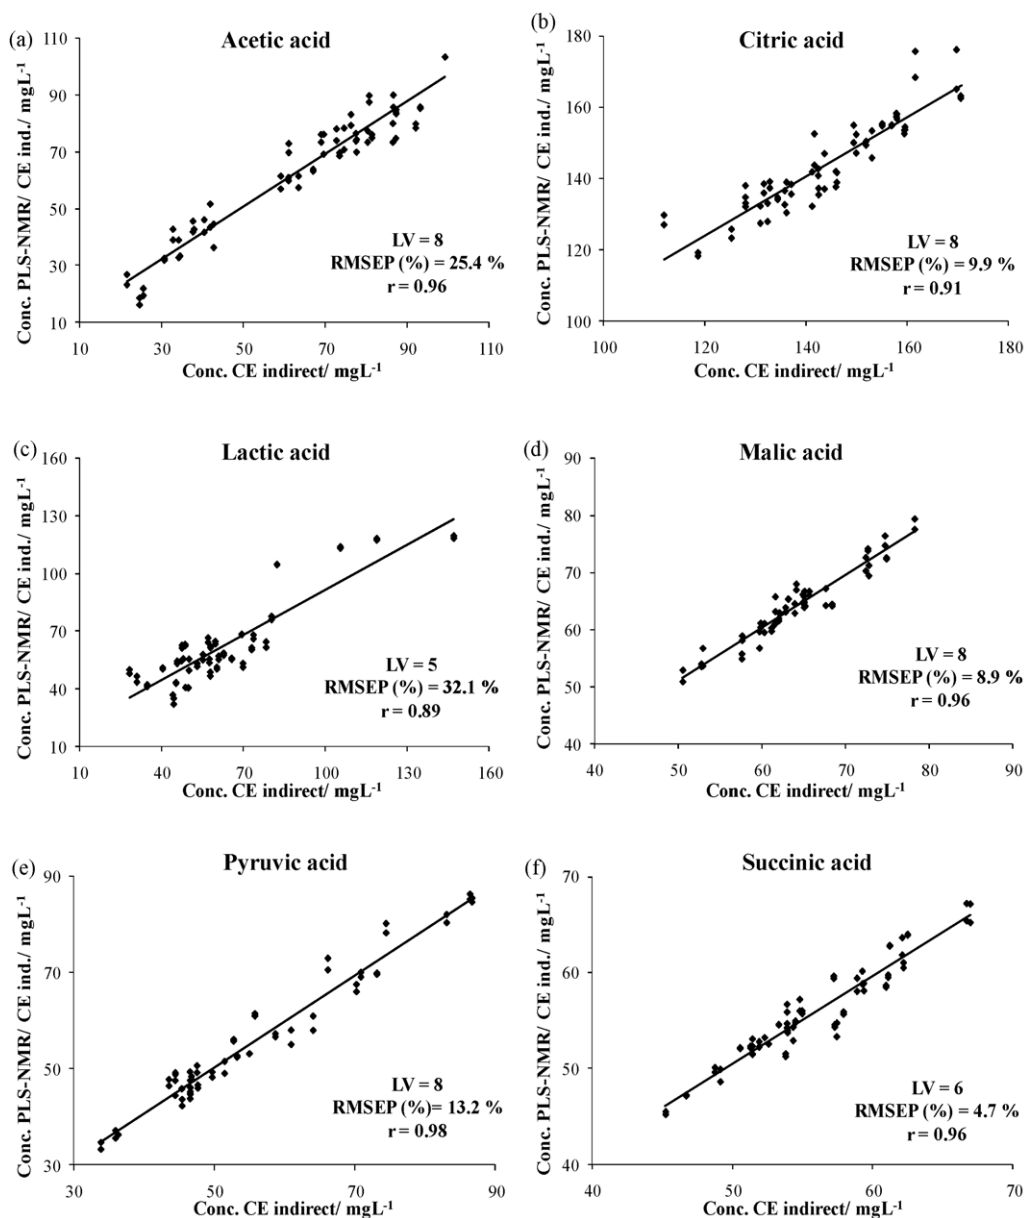 (a)
Acetic acid
Conc. PLS-NMR/ CE ind./ mgL-1
110
90
70
50
30
10
LV = 8
RMSEP (%) = 25.4 %
r = 0.96
10 30 50 70 90 110
Conc. CE indirect/ mgL-1
(b)
Citric acid
Conc. PLS-NMR/ CE ind./ mgL-1
180
160
140
120
100
LV = 8
RMSEP (%) = 9.9 %
r = 0.91
100 120 140 160 180
Conc. CE indirect/ mgL-1
(c)
Lactic acid
Conc. PLS-NMR/ CE ind./ mgL-1
160
130
100
70
40
10
LV = 5
RMSEP (%) = 32.1 %
r = 0.89
10 40 70 100 130 160
Conc. CE indirect/ mgL-1
(d)
Malic acid
Conc. PLS-NMR/ CE ind./ mgL-1
90
80
70
60
50
40
LV = 8
RMSEP (%) = 8.9 %
r = 0.96
40 50 60 70 80 90
Conc. CE indirect/ mgL-1
(e)
Pyruvic acid
Conc. PLS-NMR/ CE ind./ mgL-1
90
70
50
30
LV = 8
RMSEP (%)= 13.2 %
r = 0.98
30 50 70 90
Conc. CE indirect/ mgL-1
(f)
Succinic acid
Conc. PLS-NMR/ CE ind./ mgL-1
70
60
50
40
LV = 6
RMSEP (%) = 4.7 %
r = 0.96
40 50 60 70
Conc. CE indirect/ mgL-1